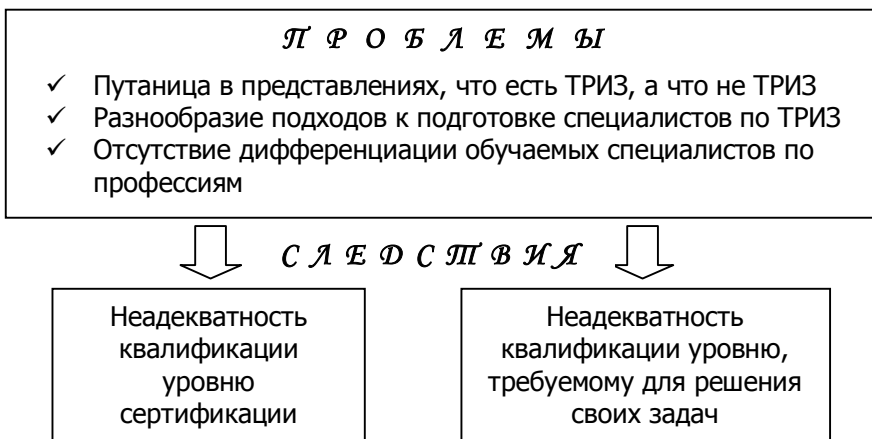 П Р О Б Л Е М Ы
✓ Путаница в представлениях, что есть ТРИЗ, а что не ТРИЗ
✓ Разнообразие подходов к подготовке специалистов по ТРИЗ
✓ Отсутствие дифференциации обучаемых специалистов по
профессиям
С Л Е Д С Т В И Я
Неадекватность
квалификации
уровню
сертификации
Неадекватность
квалификации уровню,
требуемому для решения
своих задач